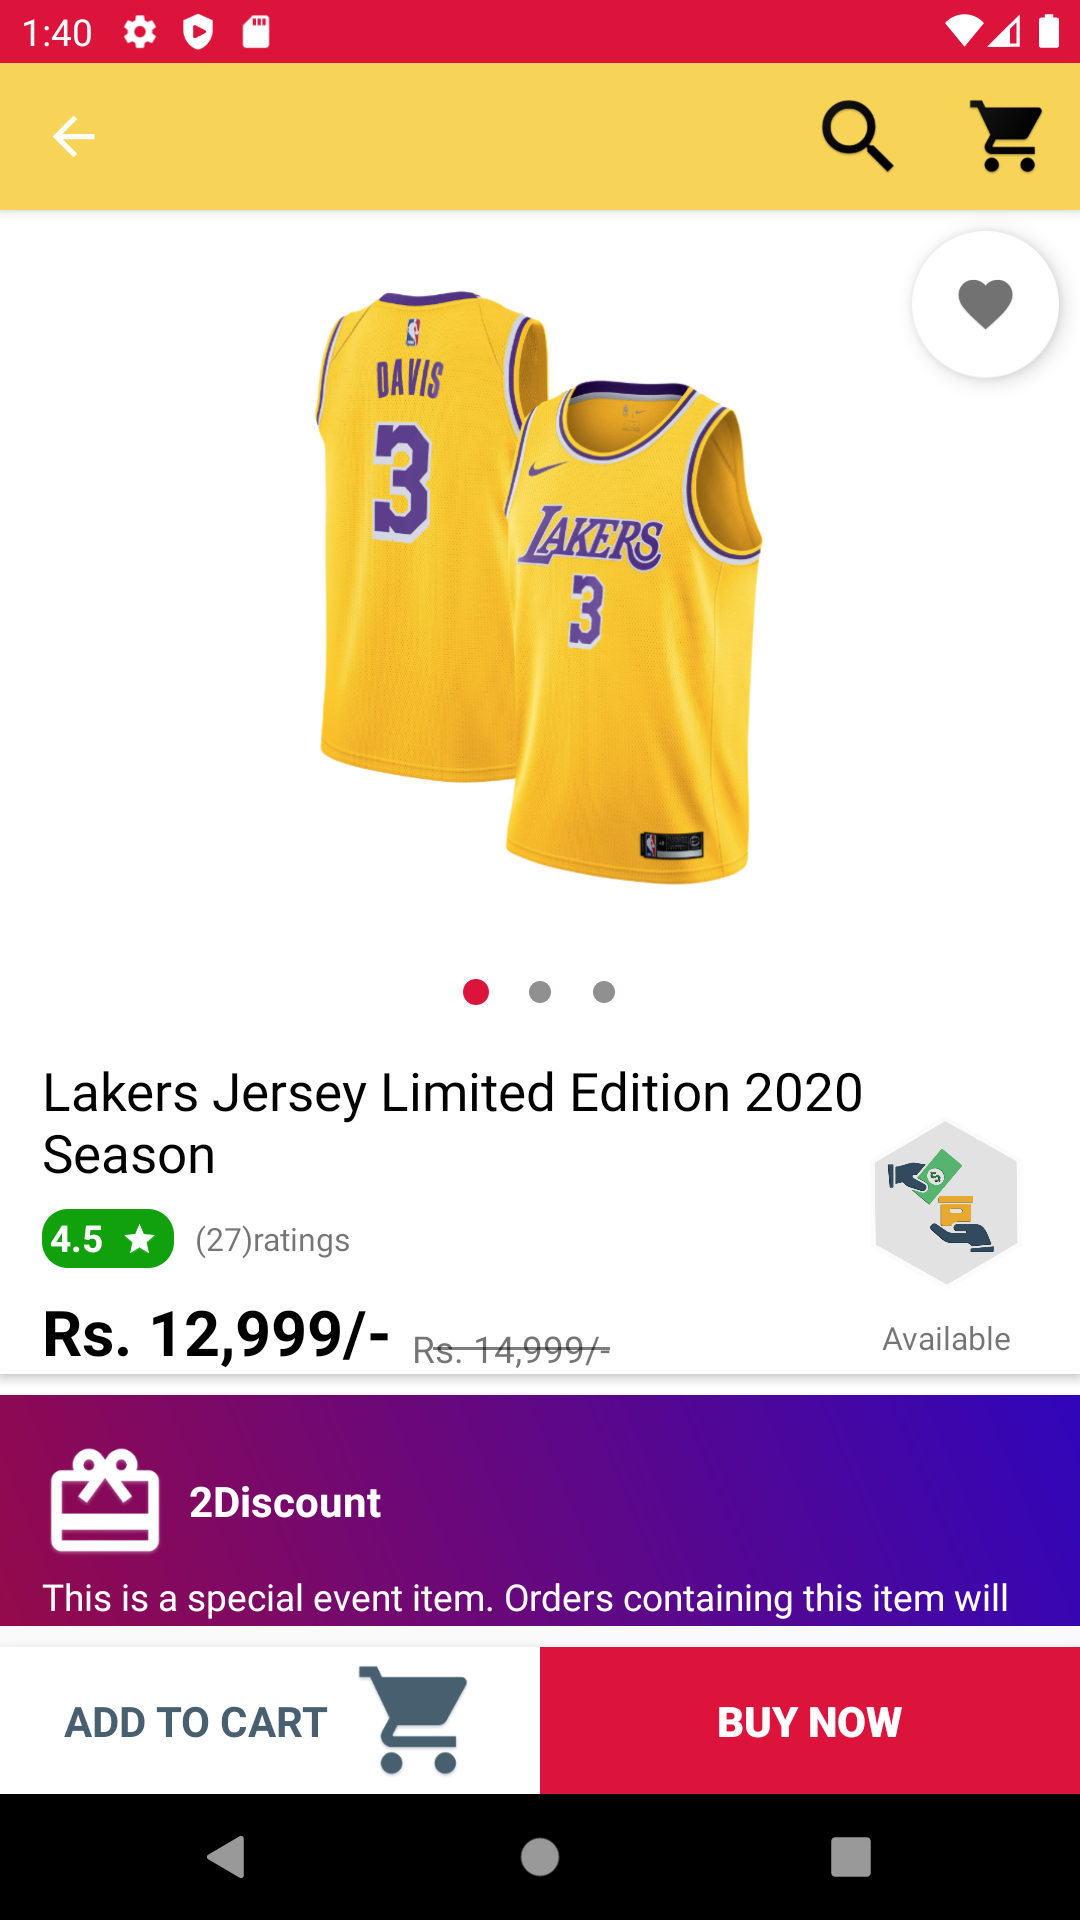 1:40
DAVIS
3
LAKERS
3
Lakers Jersey Limited Edition 2020
Season
4.5 ★ (27)ratings
Rs. 12,999/- Rs. 14,999/-
Available
2Discount
This is a special event item. Orders containing this item will
ADD TO CART
BUY NOW